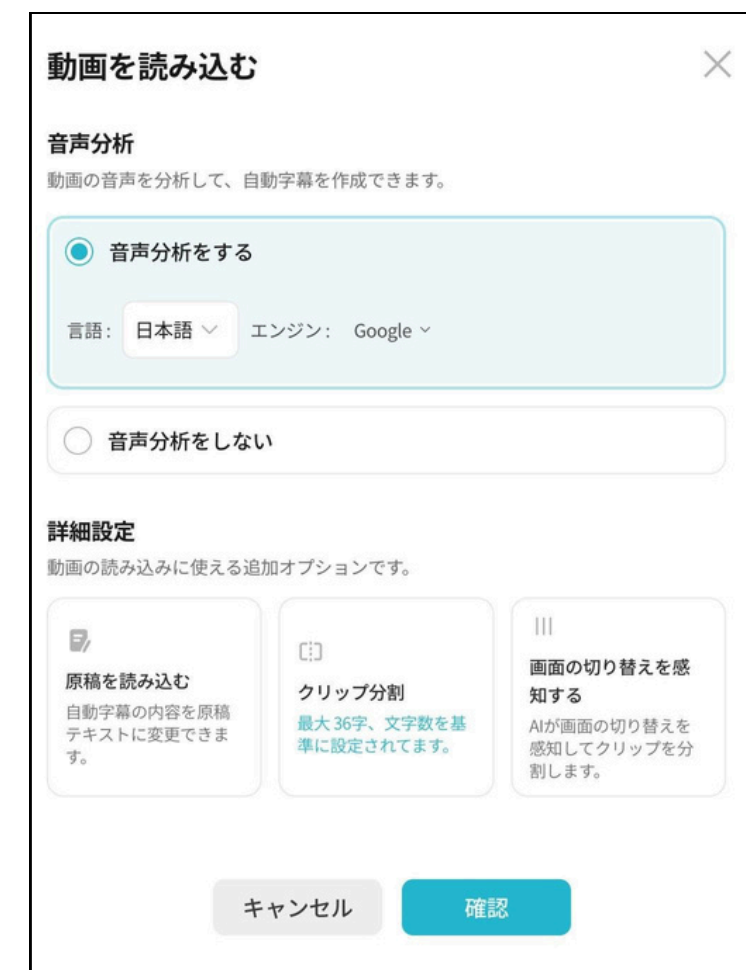 動画を読み込む
音声分析
動画の音声を分析して、自動字幕を作成できます。
音声分析をする
言語: 日本語 エンジン: Google
音声分析をしない
詳細設定
動画の読み込みに使える追加オプションです。
原稿を読み込む
自動字幕の内容を原稿
テキストに変更できま
す。
クリップ分割
最大36字、文字数を基
準に設定されてます。
画面の切り替えを感
知する
AIが画面の切り替えを
感知してクリップを分
割します。
キャンセル 確認